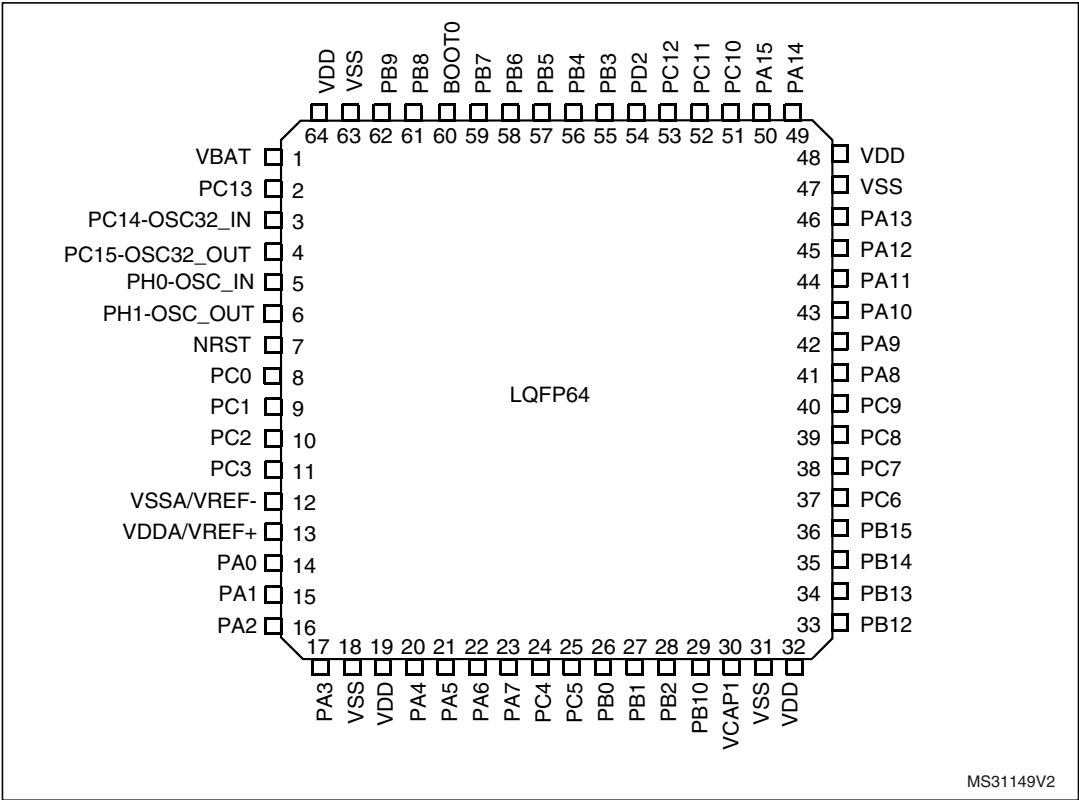 VDD VSS PB9 PB8 BOOT0 PB7 PB6 PB5 PB4 PB3 PD2 PC12 PC11 PC10 PA15 PA14
64 63 62 61 60 59 58 57 56 55 54 53 52 51 50 49
VBAT 1 48 VDD
PC13 2 47 VSS
PC14-OSC32_IN 3 46 PA13
PC15-OSC32_OUT 4 45 PA12
PH0-OSC_IN 5 44 PA11
PH1-OSC_OUT 6 43 PA10
NRST 7 42 PA9
PC0 8 41 PA8
LQFP64
PC1 9 40 PC9
PC2 10 39 PC8
PC3 11 38 PC7
VSSA/VREF- 12 37 PC6
VDDA/VREF+ 13 36 PB15
PA0 14 35 PB14
PA1 15 34 PB13
PA2 16 33 PB12
17 18 19 20 21 22 23 24 25 26 27 28 29 30 31 32
PA3 VSS VDD PA4 PA5 PA6 PA7 PC4 PC5 PB0 PB1 PB2 PB10 VCAP1 VSS VDD
MS31149V2